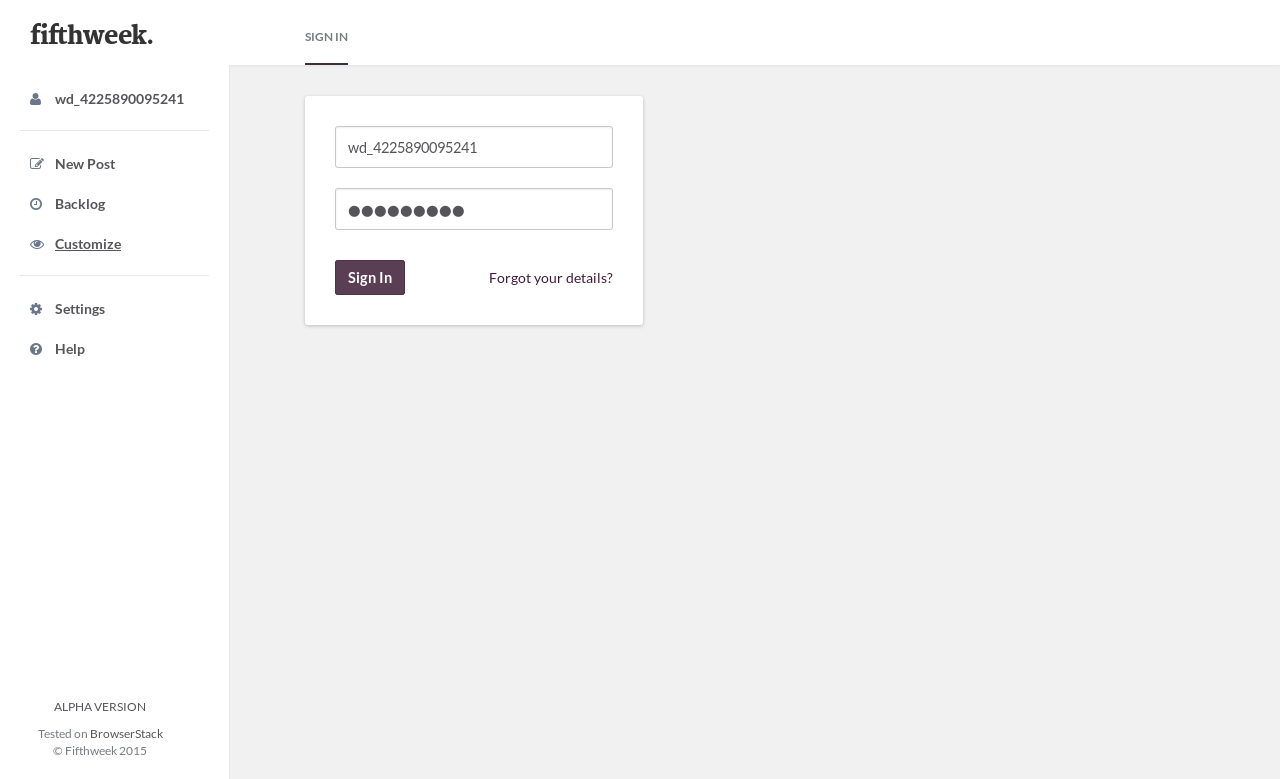 fifthweek.
SIGN IN
wd_4225890095241
New Post
Backlog
Customize
Settings
Help
wd_4225890095241
●●●●●●●●●
Sign In
Forgot your details?
ALPHA VERSION
Tested on BrowserStack
© Fifthweek 2015